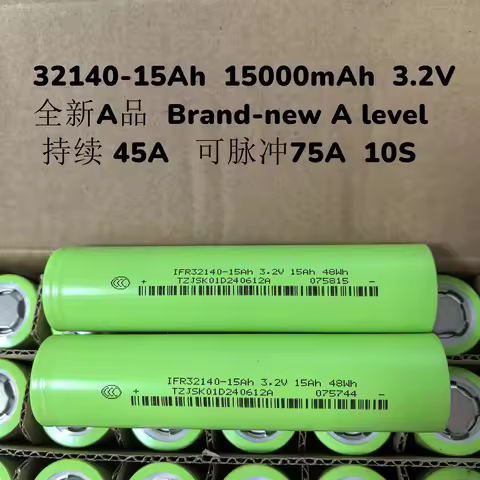 32140-15Ah 15000mAh 3.2V
全新A品 Brand-new A level
持续 45A 可脉冲75A 10S
IFR32140-15Ah 3.2V 15Ah 48Wh
CCC + -
TZJSK01D240612A 075815
IFR32140-15Ah 3.2V 15Ah 48Wh
CCC + -
TZJSK01D240612A 075744